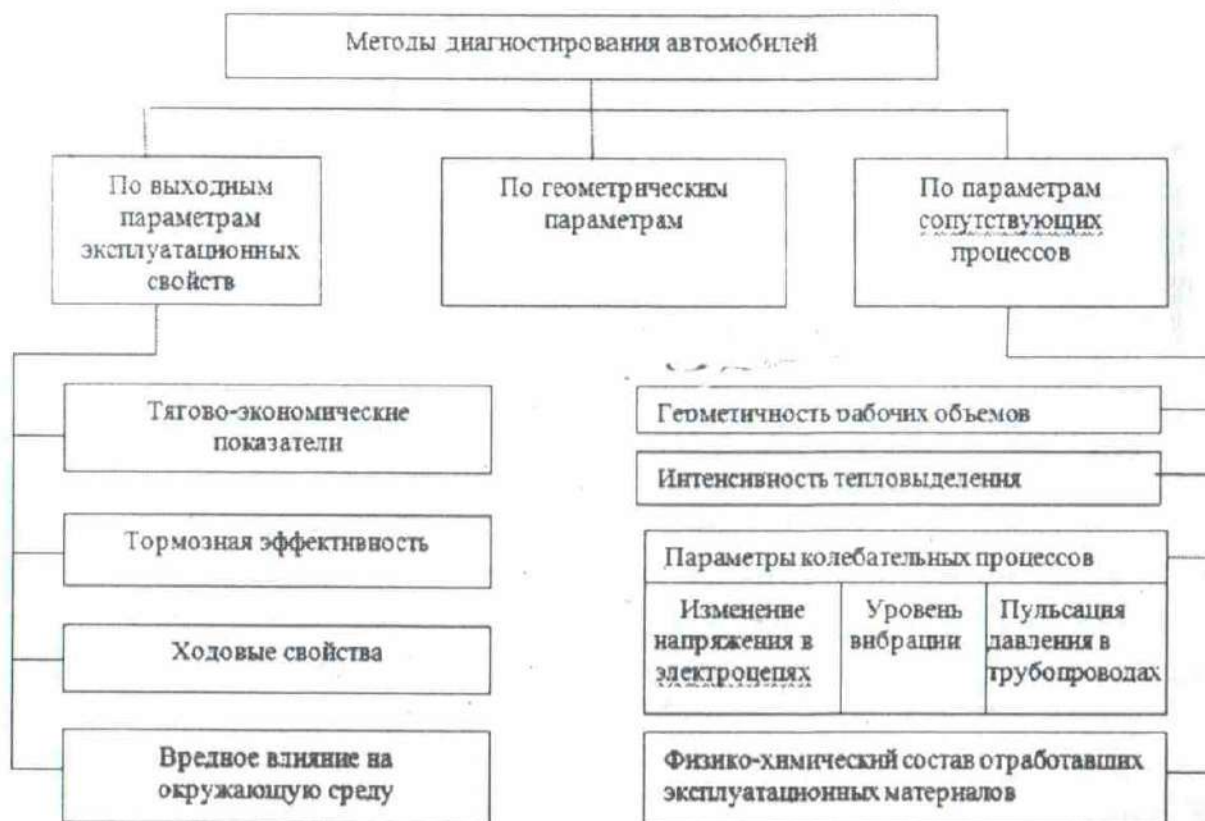 Методы диагностирования автомобилей
По выходным
параметрам
эксплуатационных
свойств
По геометрическим
параметрам
По параметрам
сопутствующих
процессов
Тягово-экономические
показатели
Тормозная эффективность
Ходовые свойства
Вредное влияние на
окружающую среду
Герметичность рабочих объемов
Интенсивность тепловыделения
Параметры колебательных процессов
Изменение
напряжения в
электроцепях
Уровень
вибрации
Пульсация
давления в
трубопроводах
Физико-химический состав отработавших
эксплуатационных материалов